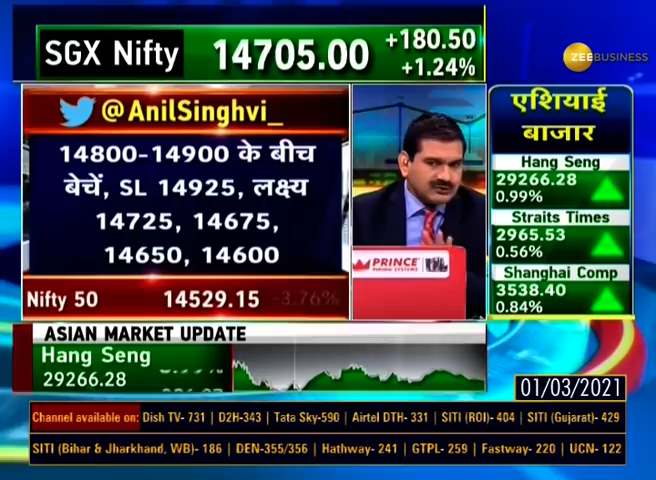 SGX Nifty 14705.00 +180.50
+1.24%
ZEE BUSINESS
@AnilSinghvi_
14800-14900 के बीच
बेचें, SL 14925, लक्ष्य
14725, 14675,
14650, 14600
Nifty 50 14529.15 -3.76%
PRINCE
PIPING SYSTEMS
एशियाई
बाजार
Hang Seng
29266.28
0.99%
Straits Times
2965.53
0.56%
Shanghai Comp
3538.40
0.84%
ASIAN MARKET UPDATE
Hang Seng
29266.28
01/03/2021
Channel available on: Dish TV- 731 | D2H-343 | Tata Sky-590 | Airtel DTH- 331 | SITI (ROI)- 404 | SITI (Gujarat)- 429
SITI (Bihar & Jharkhand, WB)- 186 | DEN-355/356 | Hathway- 241 | GTPL- 259 | Fastway- 220 | UCN- 122